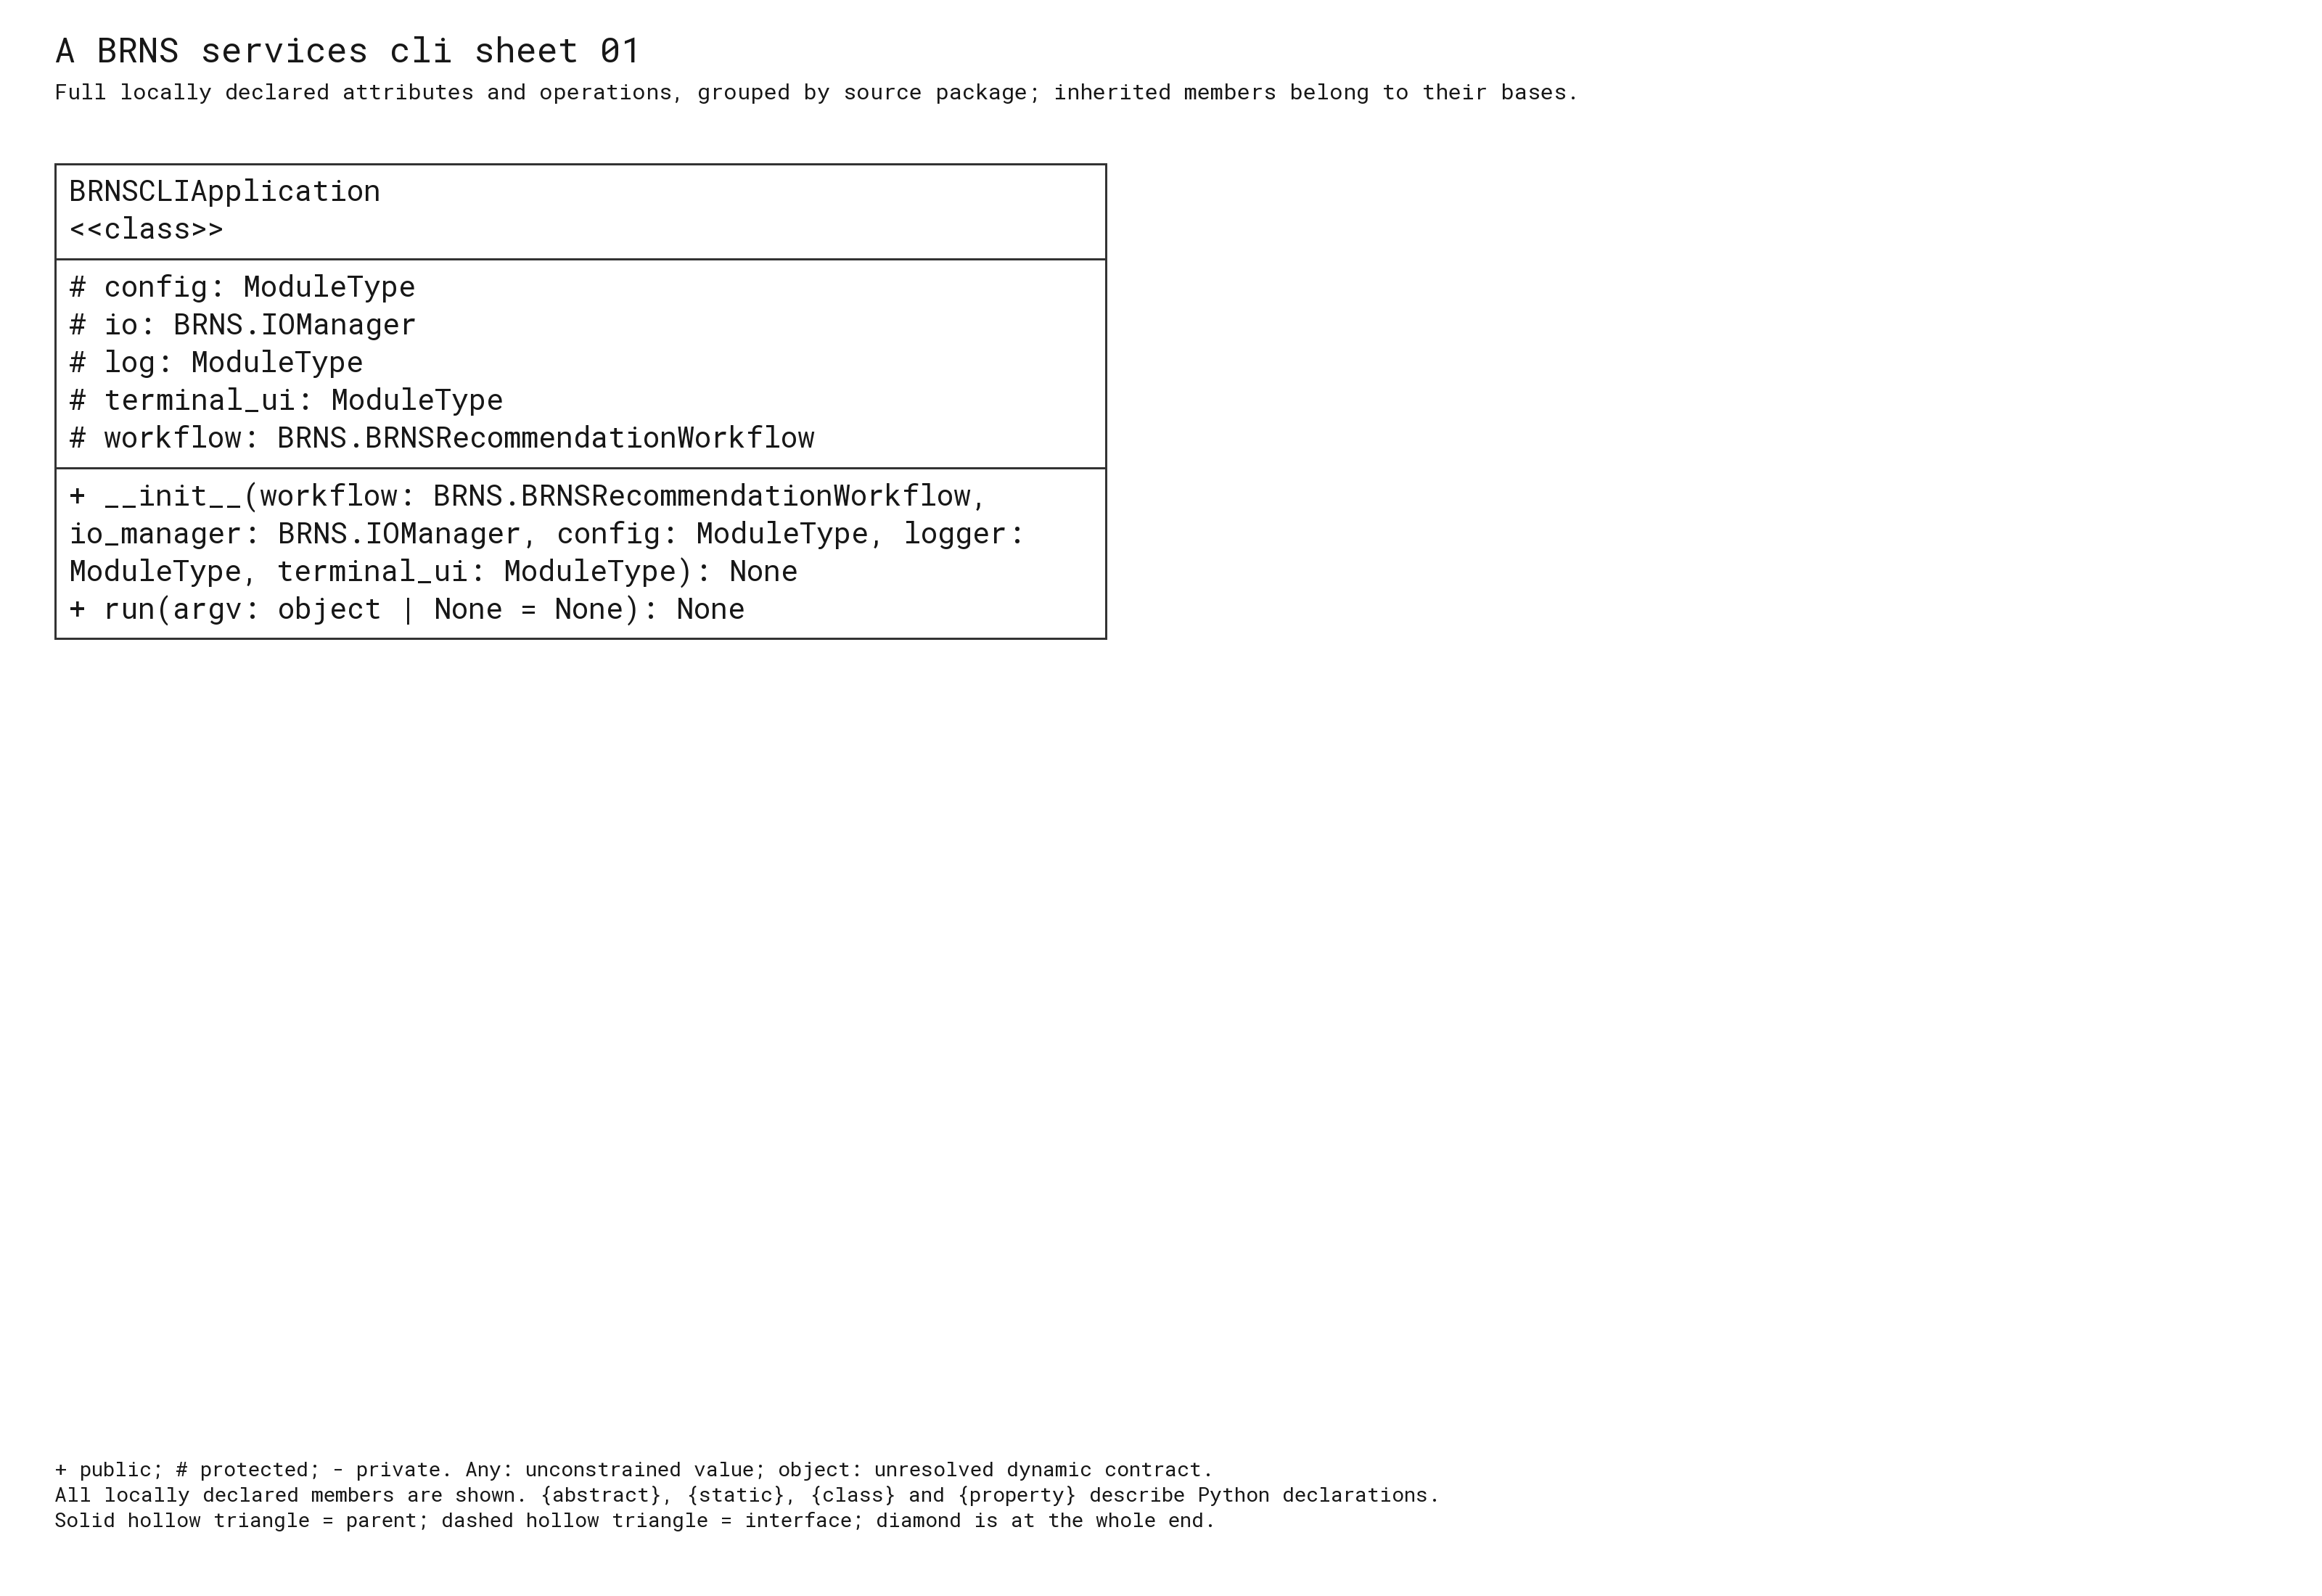 A BRNS services cli sheet 01
Full locally declared attributes and operations, grouped by source package; inherited members belong to their bases.
BRNSCLIApplication
<<class>>
# config: ModuleType
# io: BRNS.IOManager
# log: ModuleType
# terminal_ui: ModuleType
# workflow: BRNS.BRNSRecommendationWorkflow
+ __init__(workflow: BRNS.BRNSRecommendationWorkflow,
io_manager: BRNS.IOManager, config: ModuleType, logger:
ModuleType, terminal_ui: ModuleType): None
+ run(argv: object | None = None): None
+ public; # protected; - private. Any: unconstrained value; object: unresolved dynamic contract.
All locally declared members are shown. {abstract}, {static}, {class} and {property} describe Python declarations.
Solid hollow triangle = parent; dashed hollow triangle = interface; diamond is at the whole end.